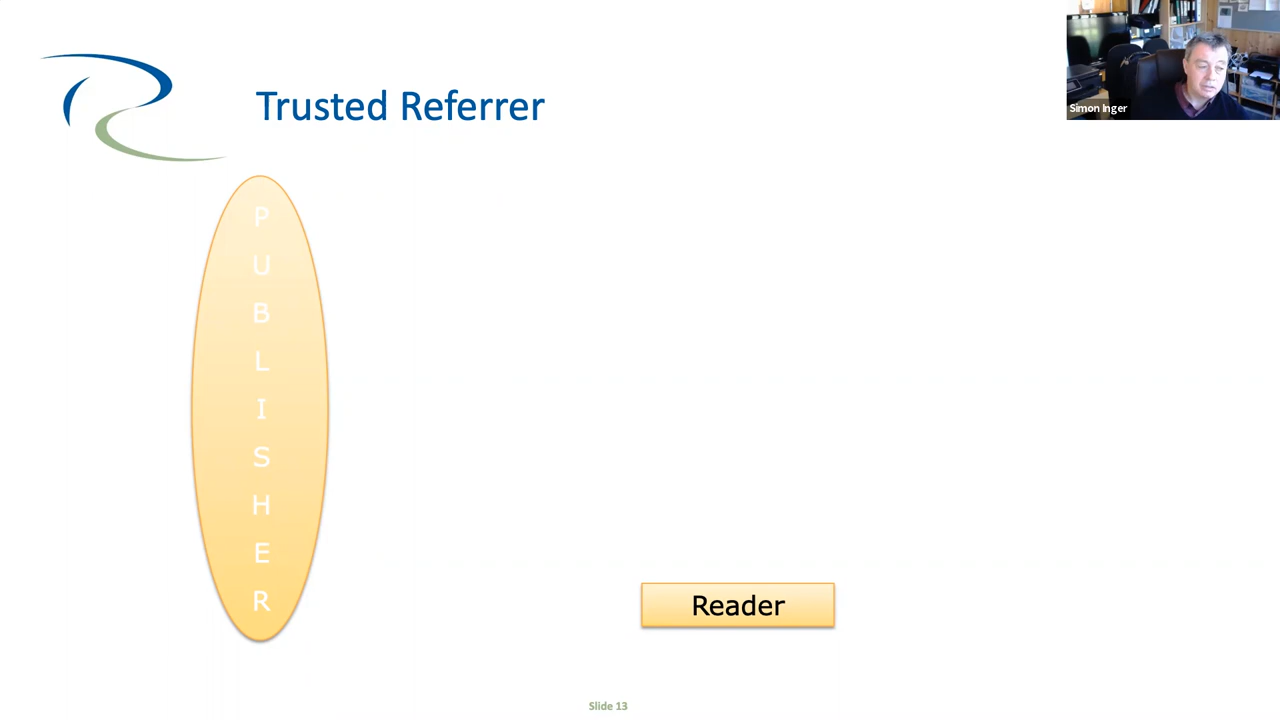 Trusted Referrer
Simon Inger
P
U
B
L
I
S
H
E
R
Reader
Slide 13